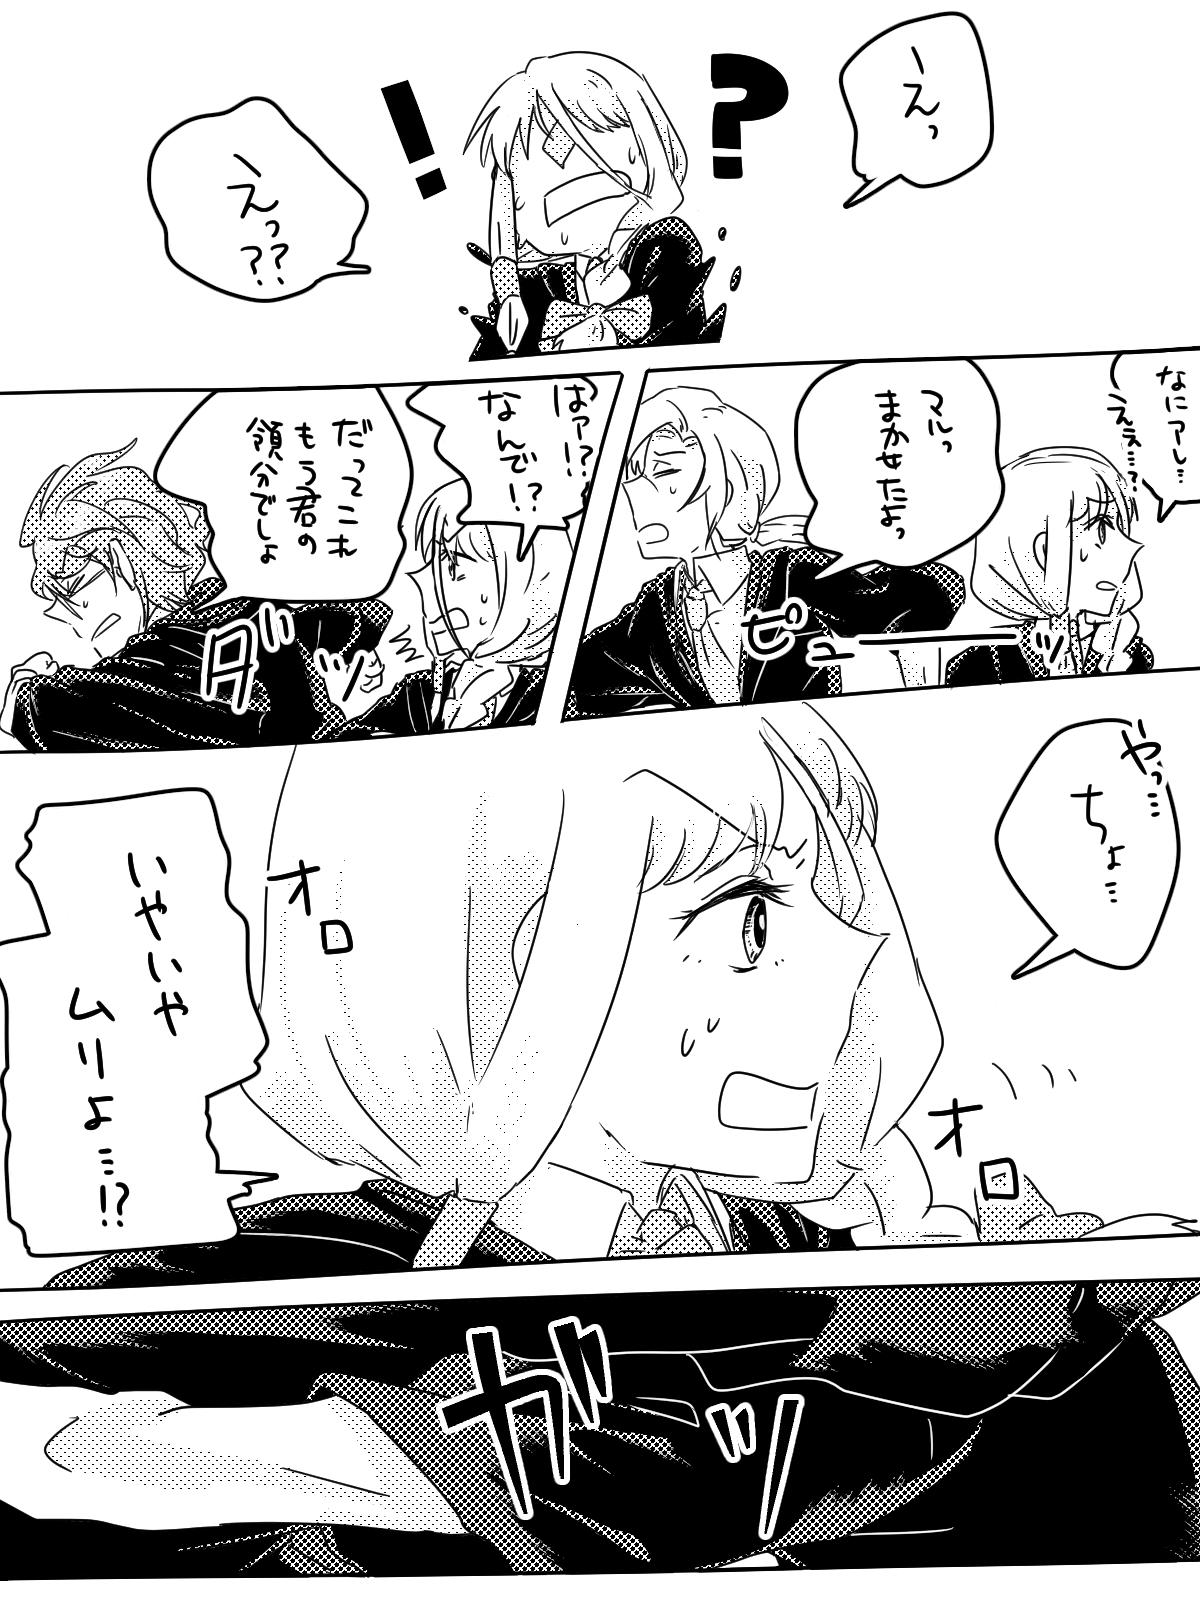 えっ
？
！
えっ
？？
なにアレ…
ええ…？
マルっ
まかせたよっ
ピューーッ
はァ？！
なんで！？
だってこれ
もう君の
領分でしょ
ダッ
やっ…
ちょ…
オロ
オロ
いやいや
ムリよ…！？
ガッ